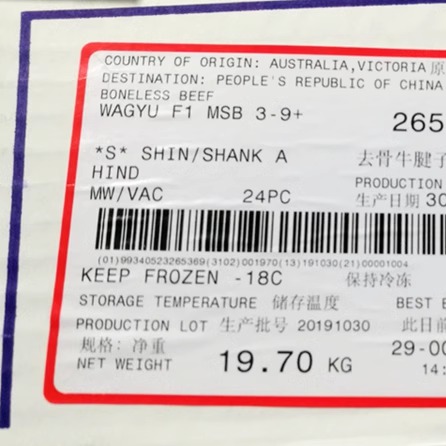 COUNTRY OF ORIGIN: AUSTRALIA,VICTORIA 原
DESTINATION: PEOPLE'S REPUBLIC OF CHINA
BONELESS BEEF
WAGYU F1 MSB 3-9+ 265
*S* SHIN/SHANK A 去骨牛腱子
HIND PRODUCTION
MW/VAC 24PC 生产日期 30
(01)99340523265369(3102)001970(13)191030(21)00001004
KEEP FROZEN -18C 保持冷冻
STORAGE TEMPERATURE 储存温度 BEST
PRODUCTION LOT 生产批号 20191030 此日前
规格: 净重 29-00
NET WEIGHT 19.70 KG 14: